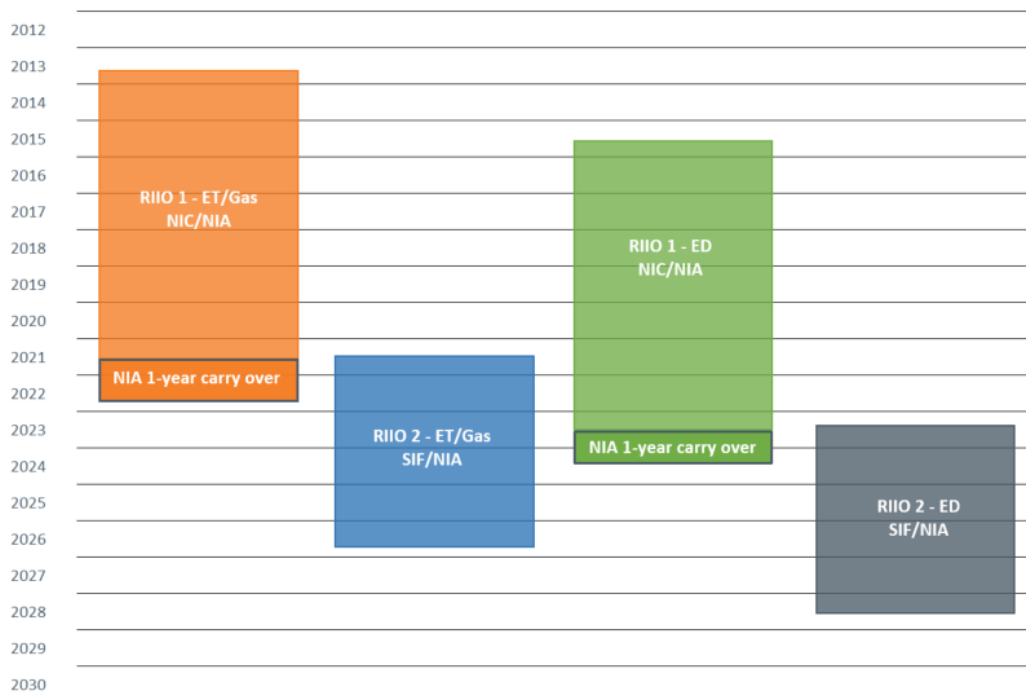 2012
2013
2014
2015
2016
2017
2018
2019
2020
2021
2022
2023
2024
2025
2026
2027
2028
2029
2030
RIIO 1 - ET/Gas
NIC/NIA
NIA 1-year carry over
RIIO 2 - ET/Gas
SIF/NIA
RIIO 1 - ED
NIC/NIA
NIA 1-year carry over
RIIO 2 - ED
SIF/NIA